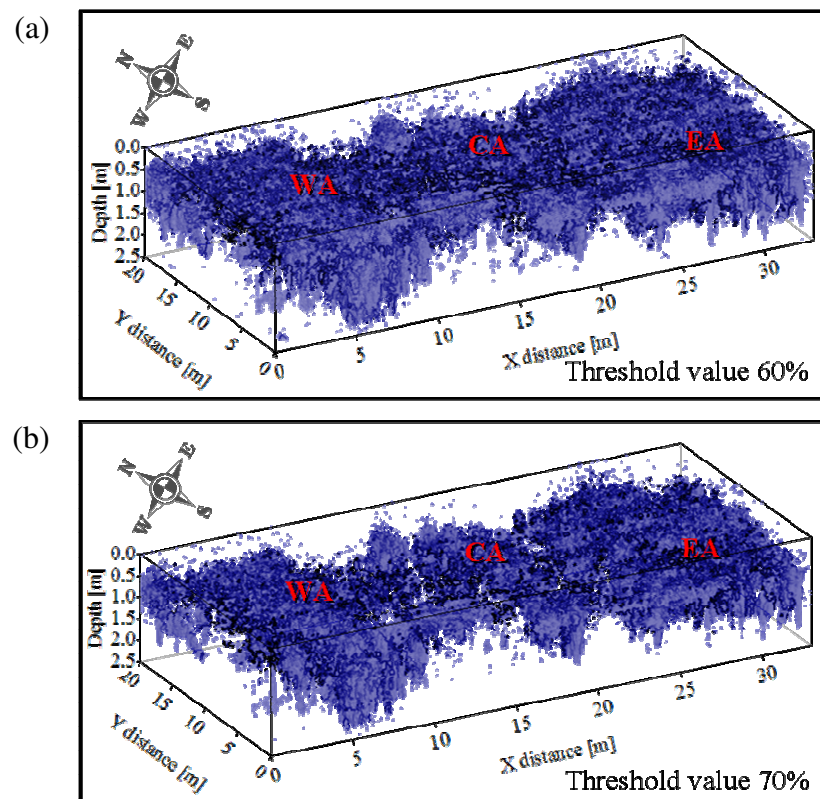 (a)
N E
W S
CA
EA
WA
0.0
0.5
1.0
1.5
2.0
2.5
Depth [m]
20
15
10
5
0
Y distance [m]
0
5
10
15
20
25
30
X distance [m]
Threshold value 60%
(b)
N E
W S
CA
EA
WA
0.0
0.5
1.0
1.5
2.0
2.5
Depth [m]
20
15
10
5
0
Y distance [m]
0
5
10
15
20
25
30
X distance [m]
Threshold value 70%